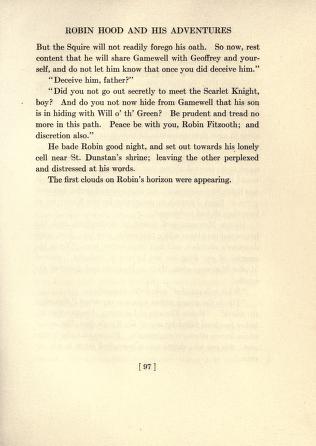 ROBIN HOOD AND HIS ADVENTURES
But the Squire will not readily forego his oath. So now, rest
content that he will share Gamewell with Geoffrey and your-
self, and do not let him know that once you did deceive him."
"Deceive him, father?"
"Did you not go out secretly to meet the Scarlet Knight,
boy? And do you not now hide from Gamewell that his son
is in hiding with Will o' th' Green? Be prudent and tread no
more in this path. Peace be with you, Robin Fitzooth; and
discretion also."
He bade Robin good night, and set out towards his lonely
cell near St. Dunstan's shrine; leaving the other perplexed
and distressed at his words.
The first clouds on Robin's horizon were appearing.
[97]